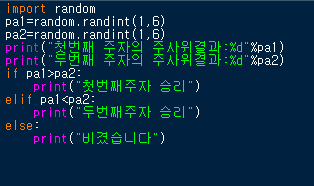 import random
pa1=random.randint(1,6)
pa2=random.randint(1,6)
print("첫번째 주자의 주사위결과:%d"%pa1)
print("두번째 주자의 주사위결과:%d"%pa2)
if pa1>pa2:
    print("첫번째주자 승리")
elif pa1<pa2:
    print("두번째주자 승리")
else:
    print("비겼습니다")